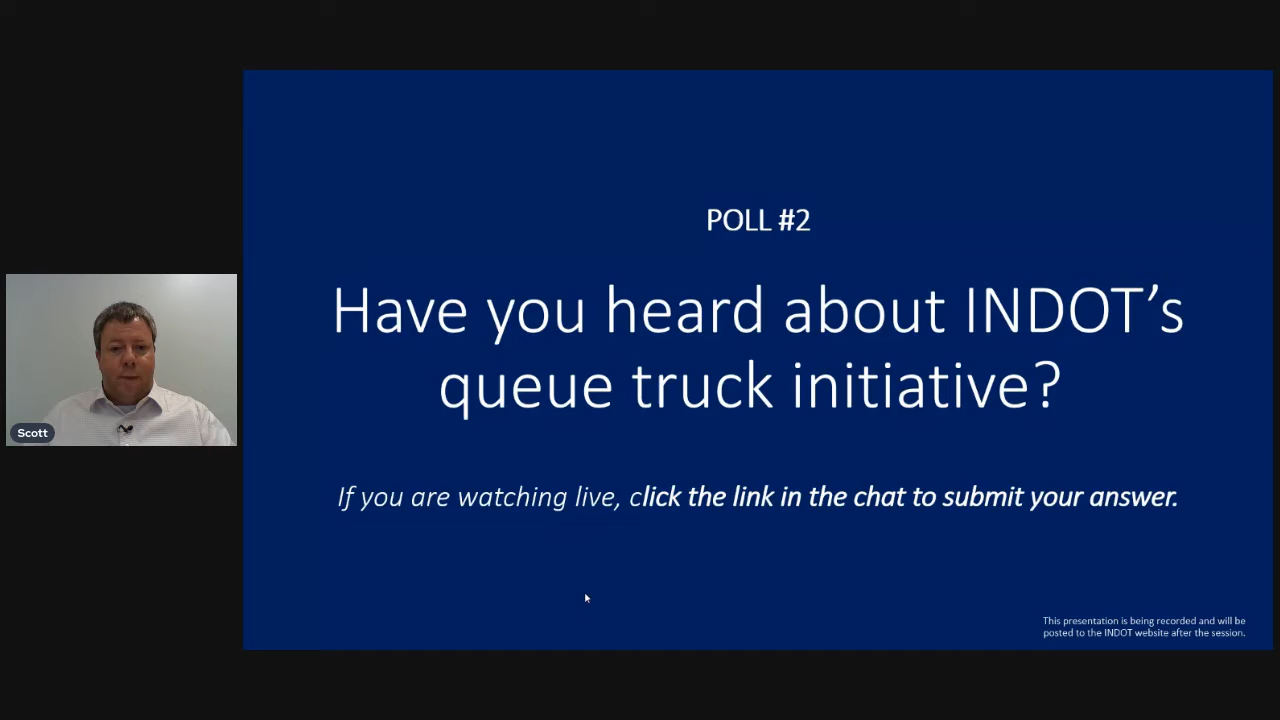 POLL #2
Have you heard about INDOT’s
queue truck initiative?
If you are watching live, click the link in the chat to submit your answer.
Scott
This presentation is being recorded and will be
posted to the INDOT website after the session.